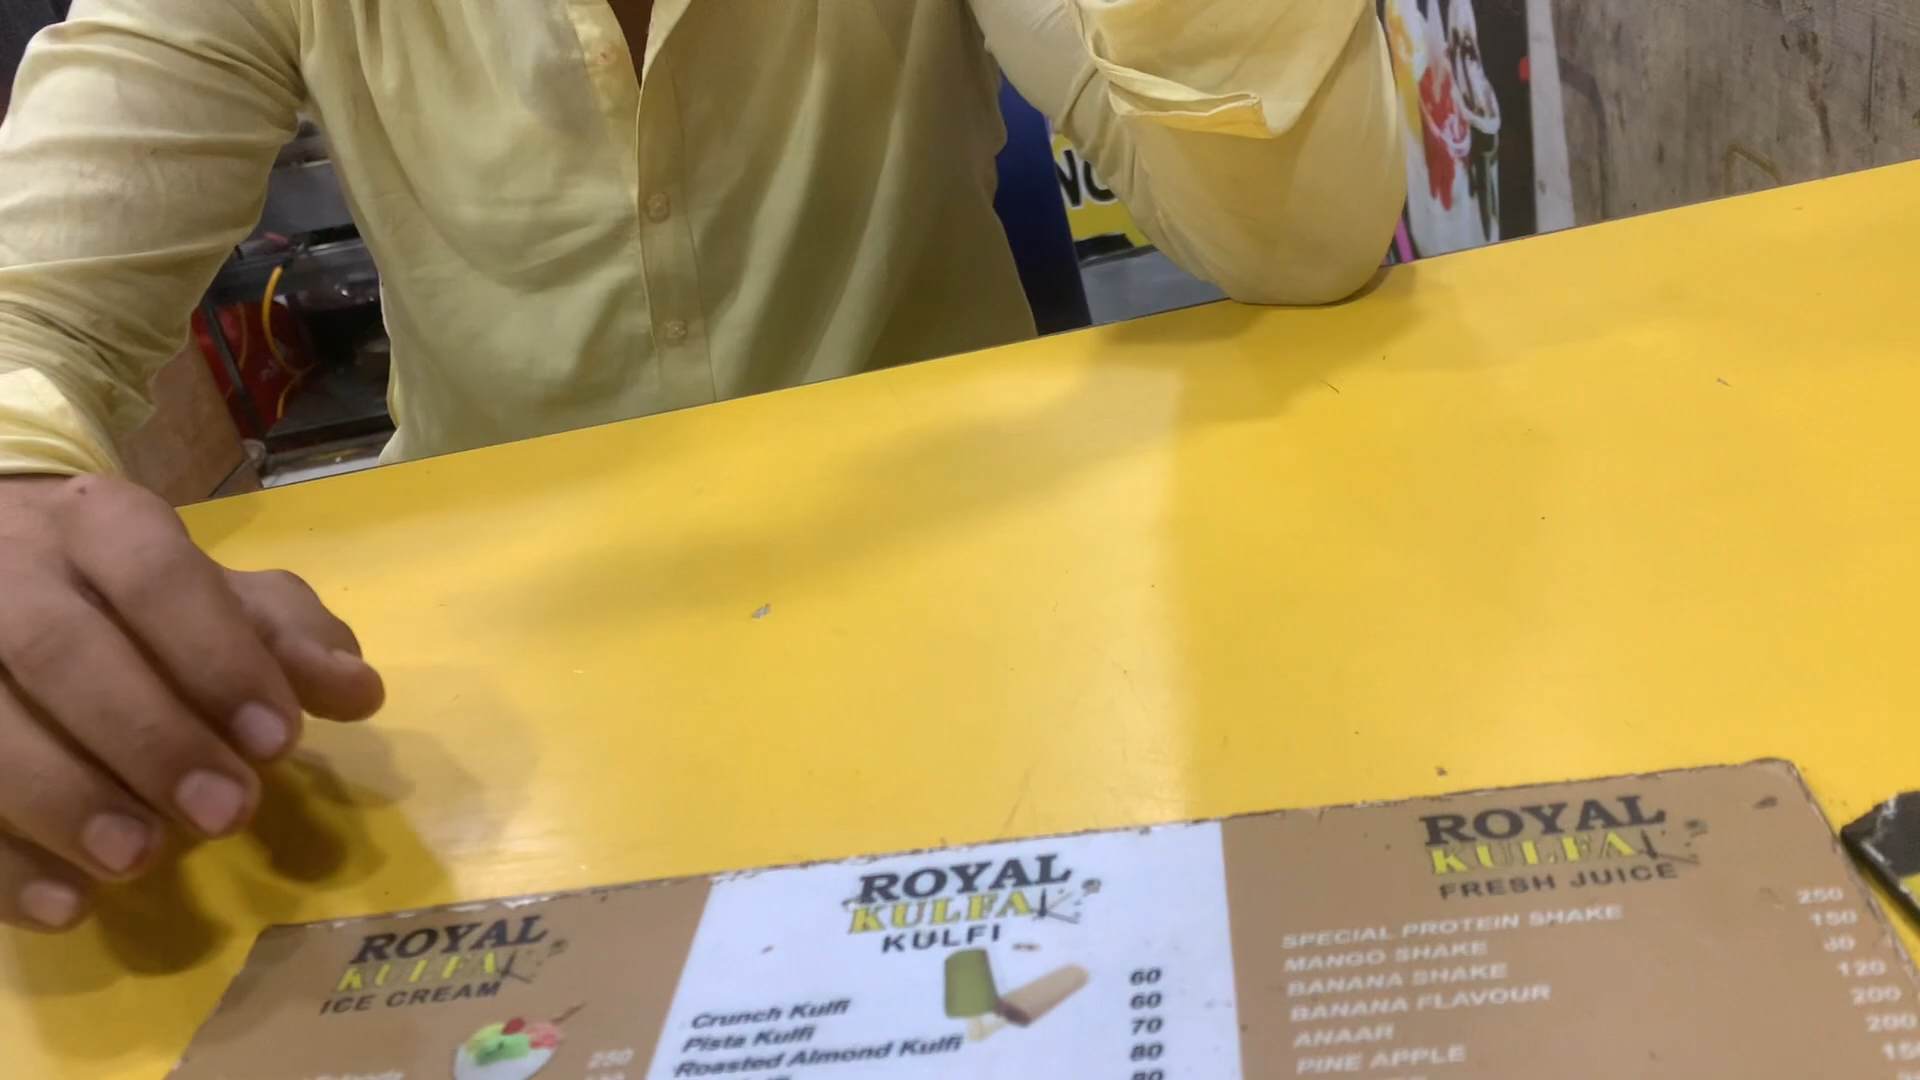 ROYAL
KULFA
ICE CREAM
250
ROYAL
KULFA
KULFI
60
Crunch Kulfi 60
Pista Kulfi 70
Roasted Almond Kulfi 80
80
ROYAL
KULFA
FRESH JUICE
250
SPECIAL PROTEIN SHAKE 150
MANGO SHAKE
BANANA SHAKE 120
BANANA FLAVOUR 200
ANAAR 200
PINE APPLE